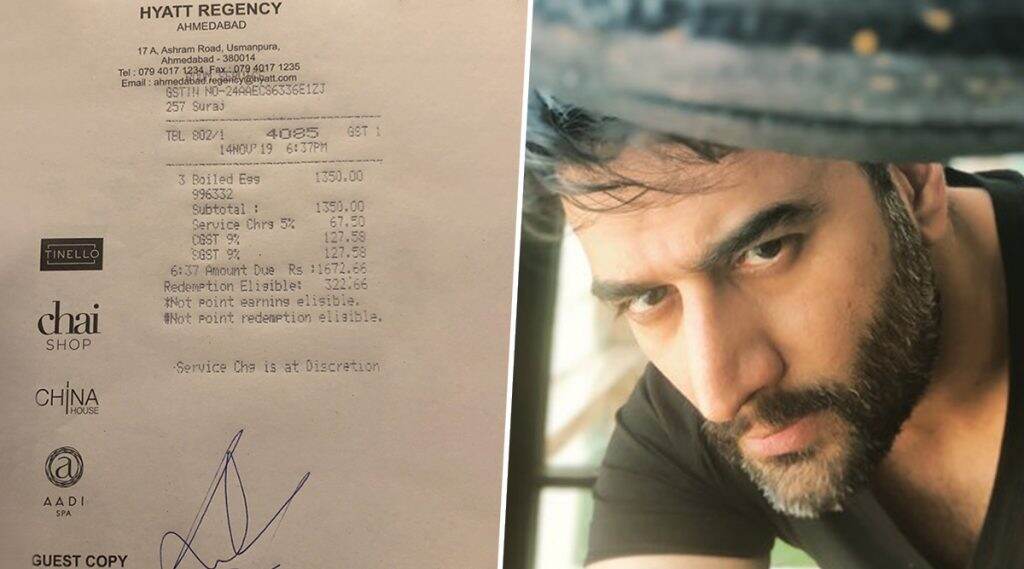 HYATT REGENCY
AHMEDABAD
17 A, Ashram Road, Usmanpura,
Ahmedabad - 380014
Tel : 079 4017 1234 Fax : 079 4017 1235
Email : ahmedabad.regency@hyatt.com
GSTIN NO-24AAECS6336E1ZJ
257 Suraj
TBL 802/1 4085 GST 1
14NOV'19 6:37PM
3 Boiled Egg 1350.00
996332
Subtotal : 1350.00
Service Chrg 5% 67.50
CGST 9% 127.58
SGST 9% 127.58
6:37 Amount Due Rs :1672.66
Redemption Eligible: 322.66
*Not point earning eligible.
#Not point redemption eligible.
Service Chg is at Discretion
TINELLO
chai
SHOP
CHINA
HOUSE
a
AADI
SPA
GUEST COPY